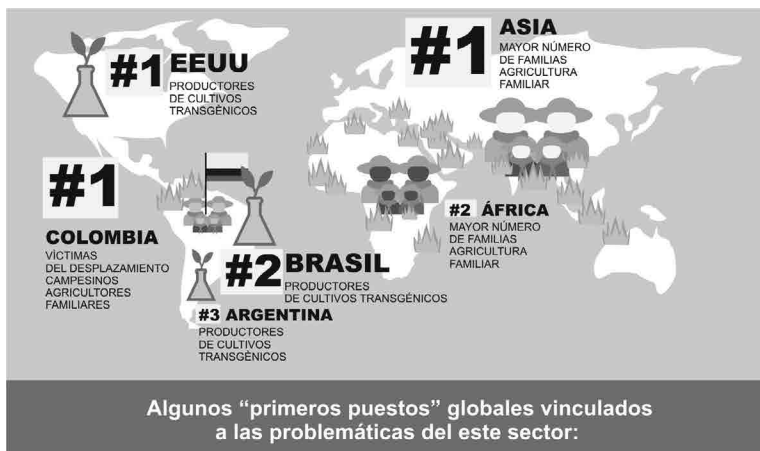 #1 EEUU
PRODUCTORES
DE CULTIVOS
TRANSGÉNICOS
#1 ASIA
MAYOR NÚMERO
DE FAMILIAS
AGRICULTURA
FAMILIAR
#1
COLOMBIA
VÍCTIMAS
DEL DESPLAZAMIENTO
CAMPESINOS
AGRICULTORES
FAMILIARES
#2 ÁFRICA
MAYOR NÚMERO
DE FAMILIAS
AGRICULTURA
FAMILIAR
#2 BRASIL
PRODUCTORES
DE CULTIVOS TRANSGÉNICOS
#3 ARGENTINA
PRODUCTORES
DE CULTIVOS
TRANSGÉNICOS
Algunos “primeros puestos” globales vinculados
a las problemáticas del este sector: